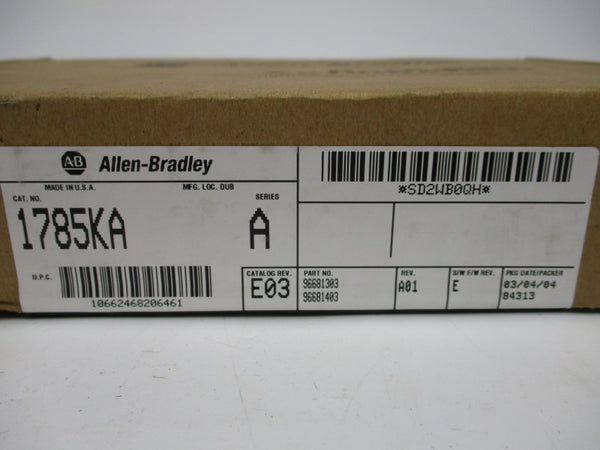 AB Allen-Bradley
MADE IN U.S.A. MFG. LOC. DUB
CAT. NO. SERIES
1785KA A
U.P.C.
10662468206461
CATALOG REV.
E03
*SD2WB0QH*
PART NO.
96681303
96681403
REV.
A01
S/W F/W REV.
E
PKG DATE/PACKER
03/04/04
84313